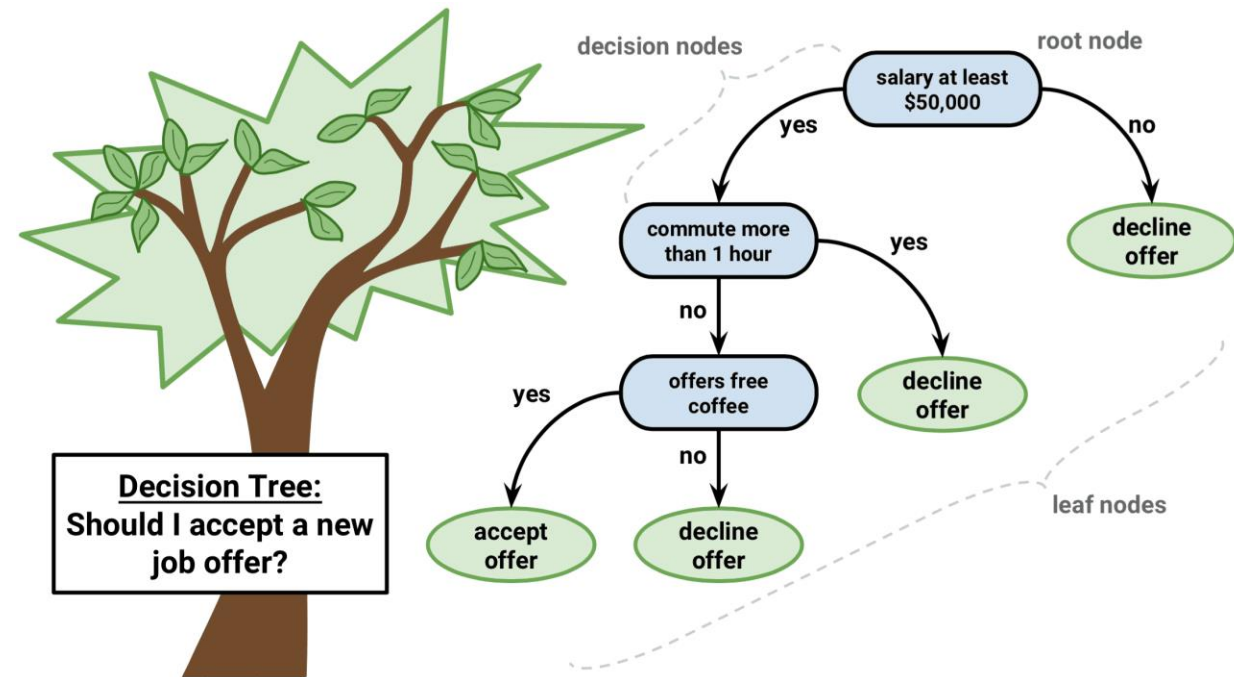 decision nodes
root node
salary at least
$50,000
yes
no
commute more
than 1 hour
yes
decline
offer
no
offers free
coffee
decline
offer
yes
no
Decision Tree:
Should I accept a new
job offer?
accept
offer
decline
offer
leaf nodes